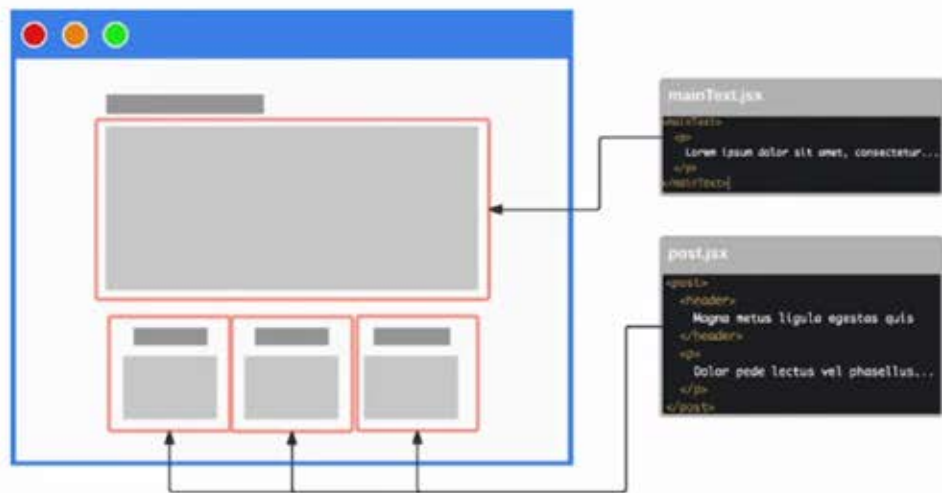 mainText.jsx
<mainText>
<p>
Lorem ipsum dolor sit amet, consectetur...
</p>
</mainText>
post.jsx
<post>
<header>
Magna metus ligula egestas quis
</header>
<p>
Dolor pede lectus vel phasellus...
</p>
</post>